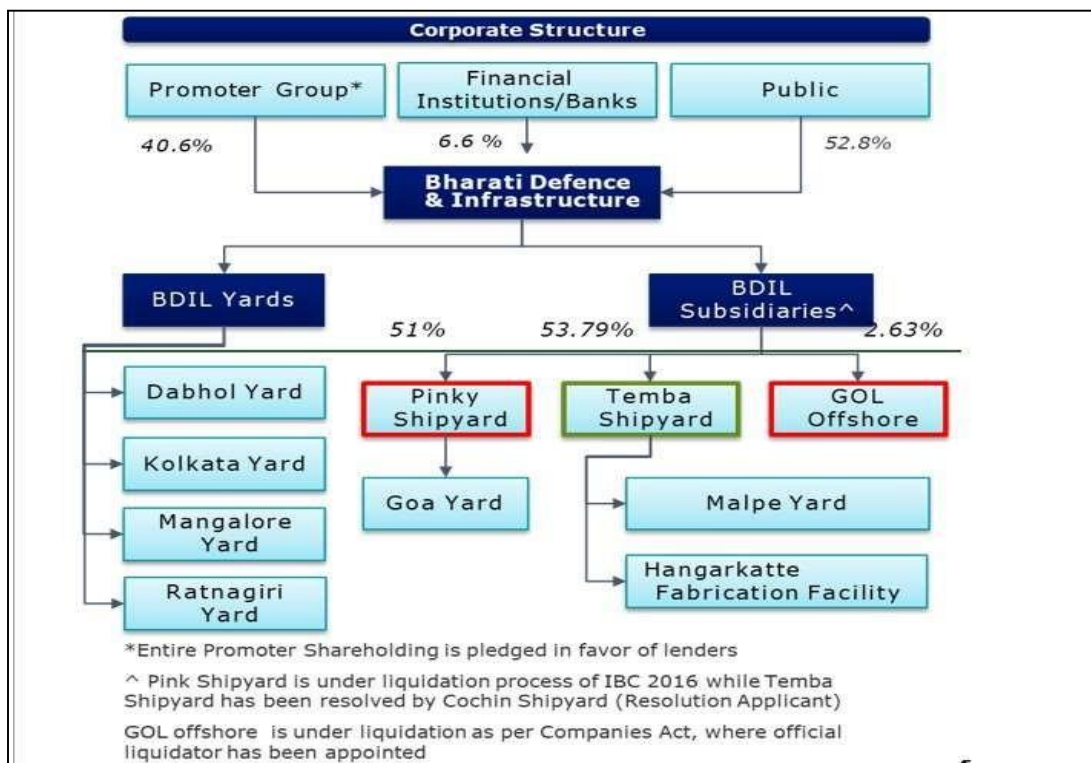 Corporate Structure
Promoter Group*
Financial
Institutions/Banks
Public
40.6%
6.6 %
52.8%
Bharati Defence
& Infrastructure
BDIL Yards
BDIL
Subsidiaries^
51%
53.79%
2.63%
Dabhol Yard
Pinky
Shipyard
Temba
Shipyard
GOL
Offshore
Kolkata Yard
Goa Yard
Malpe Yard
Mangalore
Yard
Hangarkatte
Fabrication Facility
Ratnagiri
Yard
*Entire Promoter Shareholding is pledged in favor of lenders
^ Pink Shipyard is under liquidation process of IBC 2016 while Temba
Shipyard has been resolved by Cochin Shipyard (Resolution Applicant)
GOL offshore is under liquidation as per Companies Act, where official
liquidator has been appointed